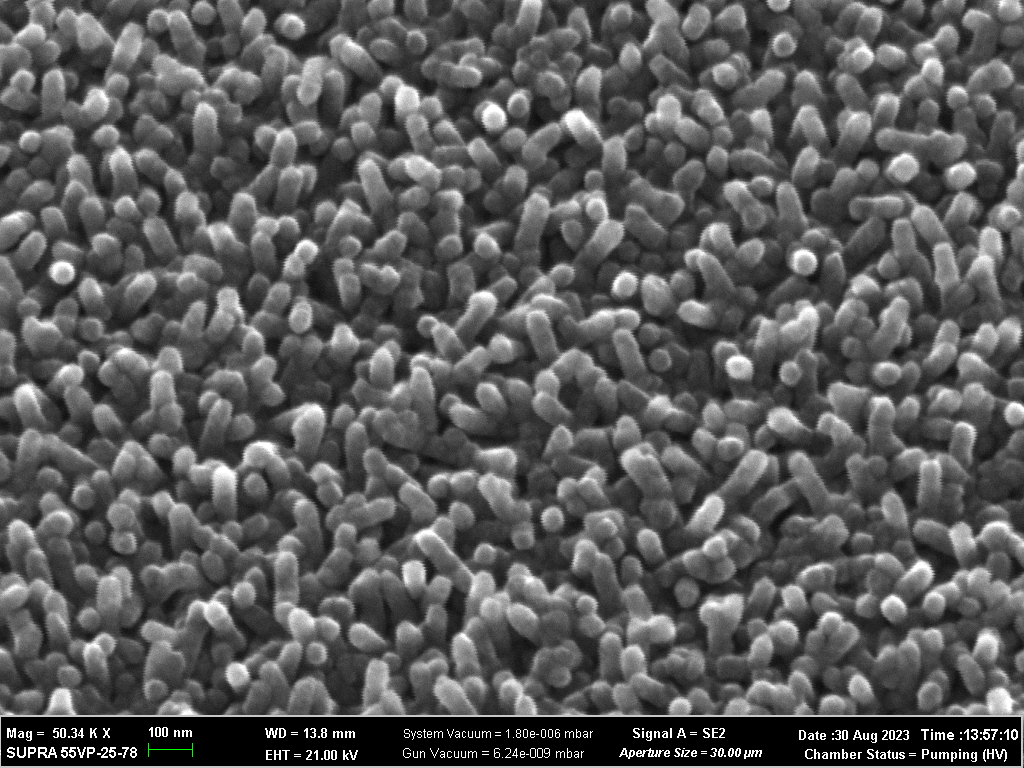 Mag = 50.34 K X 100 nm WD = 13.8 mm System Vacuum = 1.80e-006 mbar Signal A = SE2 Date :30 Aug 2023 Time :13:57:10
SUPRA 55VP-25-78 EHT = 21.00 kV Gun Vacuum = 6.24e-009 mbar Aperture Size = 30.00 µm Chamber Status = Pumping (HV)